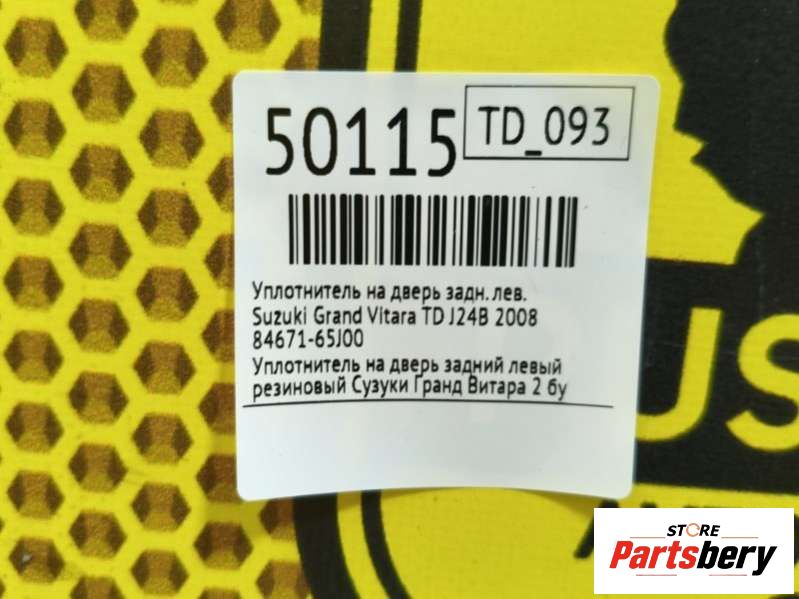 50115
TD_093
Уплотнитель на дверь задн. лев.
Suzuki Grand Vitara TD J24B 2008
84671-65J00
Уплотнитель на дверь задний левый
резиновый Сузуки Гранд Витара 2 бу
US
STORE
Partsbery